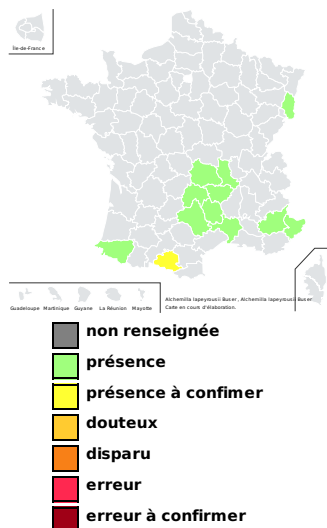 Île-de-France
Guadeloupe Martinique Guyane La Réunion Mayotte
Alchemilla lapeyrousii Buser , Alchemilla lapeyrousii Buser
Carte en cours d'élaboration.
non renseignée
présence
présence à confimer
douteux
disparu
erreur
erreur à confirmer